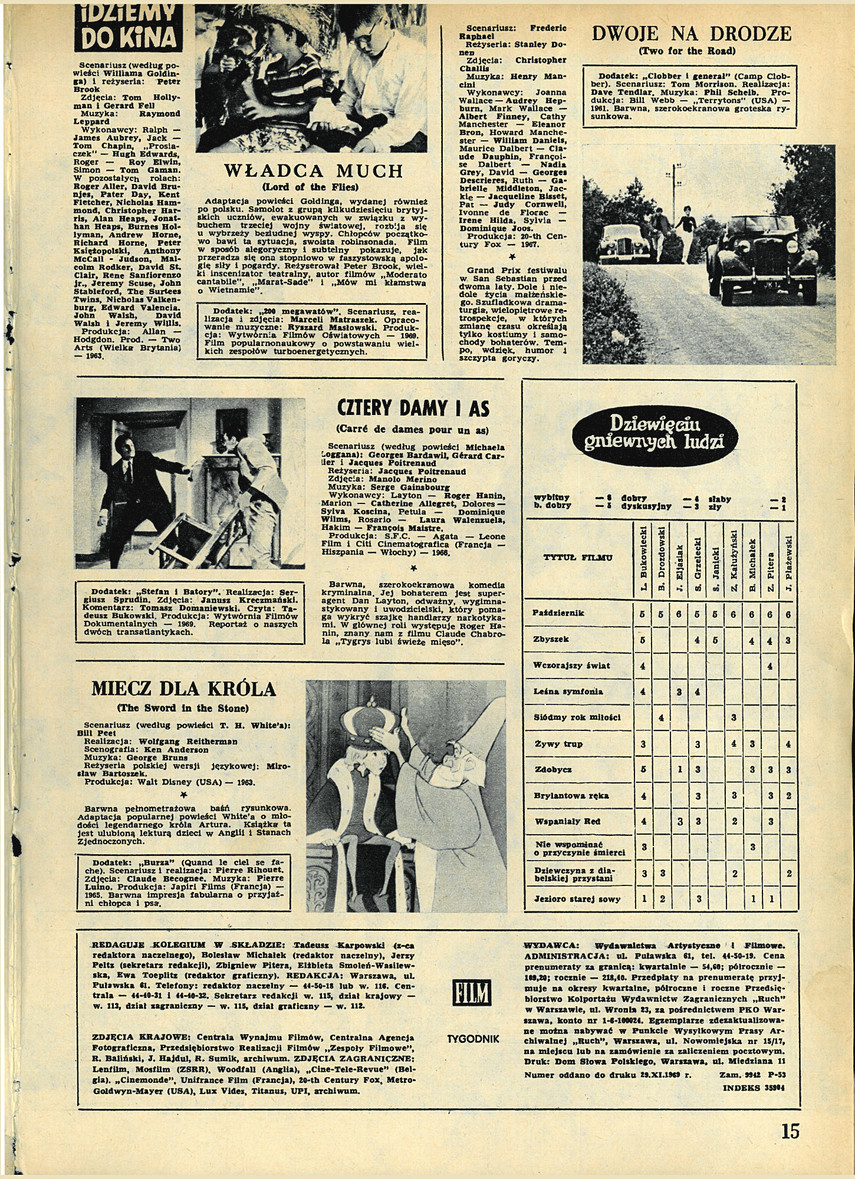 IDZIEMY
DO KINA
Scenariusz (według po-
wieści Williama Goldin-
ga) i reżyseria: Peter
Brook
Zdjęcia: Tom Holly-
man i Gerard Fell
Muzyka: Raymond
Leppard
Wykonawcy: Ralph —
James Aubrey, Jack —
Tom Chapin, „Prosia-
czek” — Hugh Edwards,
Roger — Roy Elwin,
Simon — Tom Gaman.
W pozostałych rolach:
Roger Aller, David Bru-
njes, Pater Day, Kent
Fletcher, Nicholas Ham-
mond, Christopher Har-
ris, Alan Heaps, Jonat-
han Heaps, Burnes Hol-
lyman, Andrew Horne,
Richard Horne, Peter
Książopolski, Anthony
McCall - Judson, Mal-
colm Rodker, David St.
Clair, Rene Sanfiorenzo
jr., Jeremy Scuse, John
Stableford, The Surtees
Twins, Nicholas Valken-
burg, Edward Valencia,
John Walsh, David
Walsh i Jeremy Willis.
Produkcja: Allan —
Hodgdon. Prod. — Two
Arts (Wielka Brytania)
— 1963.
WŁADCA MUCH
(Lord of the Flies)
Adaptacja powieści Goldinga, wydanej również
po polsku. Samolot z grupą kilkudziesięciu brytyj-
skich uczniów, ewakuowanych w związku z wy-
buchem trzeciej wojny światowej, rozbija się
u wybrzeży bezludnej wyspy. Chłopców początko-
wo bawi ta sytuacja, swoista robinsonada. Film
w sposób alegoryczny i subtelny pokazuje, jak
przeradza się ona stopniowo w faszystowską apolo-
gię siły i pogardy. Reżyserował Peter Brook, wiel-
ki inscenizator teatralny, autor filmów „Moderato
cantabile”, „Marat-Sade” i „Mów mi kłamstwa
o Wietnamie”.
Dodatek: „200 megawatów”. Scenariusz, rea-
lizacja i zdjęcia: Marceli Matraszek. Opraco-
wanie muzyczne: Ryszard Masłowski. Produk-
cja: Wytwórnia Filmów Oświatowych — 1969.
Film popularnonaukowy o powstawaniu wiel-
kich zespołów turboenergetycznych.
Scenariusz: Frederic
Raphael
Reżyseria: Stanley Do-
nen
Zdjęcia: Christopher
Challis
Muzyka: Henry Man-
cini
Wykonawcy: Joanna
Wallace — Audrey Hep-
burn, Mark Wallace —
Albert Finney, Cathy
Manchester — Eleanor
Bron, Howard Manche-
ster — William Daniels,
Maurice Dalbert — Cla-
ude Dauphin, Françoi-
se Dalbert — Nadia
Grey, David — Georges
Descrieres, Ruth — Ga-
brielle Middleton, Jac-
kie — Jacqueline Bisset,
Pat — Judy Cornwell,
Ivonne de Florac —
Irene Hilda, Sylvia —
Dominique Joos.
Produkcja: 20-th Cen-
tury Fox — 1967.
★
Grand Prix festiwalu
w San Sebastian przed
dwoma laty. Dole i nie-
dole życia małżeńskie-
go. Szufladkowa drama-
turgia, wielopiętrowe re-
trospekcje, w których
zmianę czasu określają
tylko kostiumy i samo-
chody bohaterów. Tem-
po, wdzięk, humor i
szczypta goryczy.
DWOJE NA DRODZE
(Two for the Road)
Dodatek: „Clobber i generał” (Camp Clob-
ber). Scenariusz: Tom Morrison. Realizacja:
Dave Tendlar. Muzyka: Phil Scheib. Pro-
dukcja: Bill Webb — „Terrytons” (USA) —
1961. Barwna, szerokoekranowa groteska ry-
sunkowa.
CZTERY DAMY I AS
(Carré de dames pour un as)
Scenariusz (według powieści Michaela
Loggana): Georges Bardawil, Gérard Car-
lier i Jacques Poitrenaud
Reżyseria: Jacques Poitrenaud
Zdjęcia: Manolo Merino
Muzyka: Serge Gainsbourg
Wykonawcy: Layton — Roger Hanin,
Marion — Catherine Allegret, Dolores—
Sylva Koscina, Petula — Dominique
Wilms, Rosario — Laura Walenzuela,
Hakim — François Maistre.
Produkcja: S.F.C. — Agata — Leone
Film i Citi Cinematografica (Francja —
Hiszpania — Włochy) — 1966.
★
Barwna, szerokoekranowa komedia
kryminalna. Jej bohaterem jest super-
agent Dan Layton, odważny, wygimna-
stykowany i uwodzicielski, który poma-
ga wykryć szajkę handlarzy narkotyka-
mi. W głównej roli występuje Roger Ha-
nin, znany nam z filmu Claude Chabro-
la „Tygrys lubi świeże mięso”.
Dodatek: „Stefan i Batory”. Realizacja: Ser-
giusz Sprudin. Zdjęcia: Janusz Kreczmański.
Komentarz: Tomasz Domaniewski. Czyta: Ta-
deusz Bukowski. Produkcja: Wytwórnia Filmów
Dokumentalnych — 1969. Reportaż o naszych
dwóch transatlantykach.
MIECZ DLA KRÓLA
(The Sword in the Stone)
Scenariusz (według powieści T. H. White'a):
Bill Peet
Realizacja: Wolfgang Reitherman
Scenografia: Ken Anderson
Muzyka: George Bruns
Reżyseria polskiej wersji językowej: Miro-
sław Bartoszek.
Produkcja: Walt Disney (USA) — 1963.
★
Barwna pełnometrażowa baśń rysunkowa.
Adaptacja popularnej powieści White'a o mło-
dości legendarnego króla Artura. Książka ta
jest ulubioną lekturą dzieci w Anglii i Stanach
Zjednoczonych.
Dodatek: „Burza” (Quand le ciel se fa-
che). Scenariusz i realizacja: Pierre Rihouet.
Zdjęcia: Claude Becognee. Muzyka: Pierre
Luino. Produkcja: Japiri Films (Francja) —
1965. Barwna impresja fabularna o przyjaź-
ni chłopca i psa.
Dziewięciu
gniewnych ludzi
wybitny — 6 dobry — 4 słaby — 2
b. dobry — 5 dyskusyjny — 3 zły — 1
TYTUŁ FILMU L. Bukowiecki B. Drozdowski J. Eljasiak S. Grzelecki S. Janicki Z. Kałużyński B. Michałek Z. Pitera J. Płażewski
Październik 5 5 6 5 5 6 6 6 6
Zbyszek 5 4 5 4 4 3
Wczorajszy świat 4 4
Leśna symfonia 4 3 4
Siódmy rok miłości 4 3
Żywy trup 3 3 4 3 4
Zdobycz 5 1 3 3 3 3
Brylantowa ręka 4 3 3 3 2
Wspaniały Red 4 3 3 2 3
Nie wspominać
o przyczynie śmierci 3 3
Dziewczyna z dia-
belskiej przystani 3 3 2 2
Jezioro starej sowy 1 2 3 1 1
REDAGUJE KOLEGIUM W SKŁADZIE: Tadeusz Karpowski (z-ca
redaktora naczelnego), Bolesław Michałek (redaktor naczelny), Jerzy
Peltz (sekretarz redakcji), Zbigniew Pitera, Elżbieta Smoleń-Wasilew-
ska, Ewa Toeplitz (redaktor graficzny). REDAKCJA: Warszawa, ul.
Puławska 61. Telefony: redaktor naczelny — 44-50-18 lub w. 116. Cen-
trala — 44-40-31 i 44-40-32. Sekretarz redakcji w. 115, dział krajowy —
w. 113, dział zagraniczny — w. 118, dział graficzny — w. 112.
ZDJĘCIA KRAJOWE: Centrala Wynajmu Filmów, Centralna Agencja
Fotograficzna, Przedsiębiorstwo Realizacji Filmów „Zespoły Filmowe”,
R. Baliński, J. Hajdul, R. Sumik, archiwum. ZDJĘCIA ZAGRANICZNE:
Lenfilm, Mosfilm (ZSRR), Woodfall (Anglia), „Cine-Tele-Revue” (Bel-
gia). „Cinemonde”, Unifrance Film (Francja), 20-th Century Fox, Metro-
Goldwyn-Mayer (USA), Lux Vides, Titanus, UPI, archiwum.
FILM
TYGODNIK
WYDAWCA: Wydawnictwa Artystyczne i Filmowe.
ADMINISTRACJA: ul. Puławska 61, tel. 44-50-19. Cena
prenumeraty za granicą: kwartalnie — 54,60; półrocznie —
109,20; rocznie — 218,40. Przedpłaty na prenumeratę przyj-
muje na okresy kwartalne, półroczne i roczne Przedsię-
biorstwo Kolportażu Wydawnictw Zagranicznych „Ruch”
w Warszawie, ul. Wronia 23, za pośrednictwem PKO War-
szawa, konto nr 1-6-100024. Egzemplarze zdezaktualizowa-
ne można nabywać w Punkcie Wysyłkowym Prasy Ar-
chiwalnej „Ruch”, Warszawa, ul. Nowomiejska nr 15/17,
na miejscu lub na zamówienie za zaliczeniem pocztowym.
Druk: Dom Słowa Polskiego, Warszawa, ul. Miedziana 11
Numer oddano do druku 29.XI.1969 r. Zam. 9942 P-53
INDEKS 35804
15